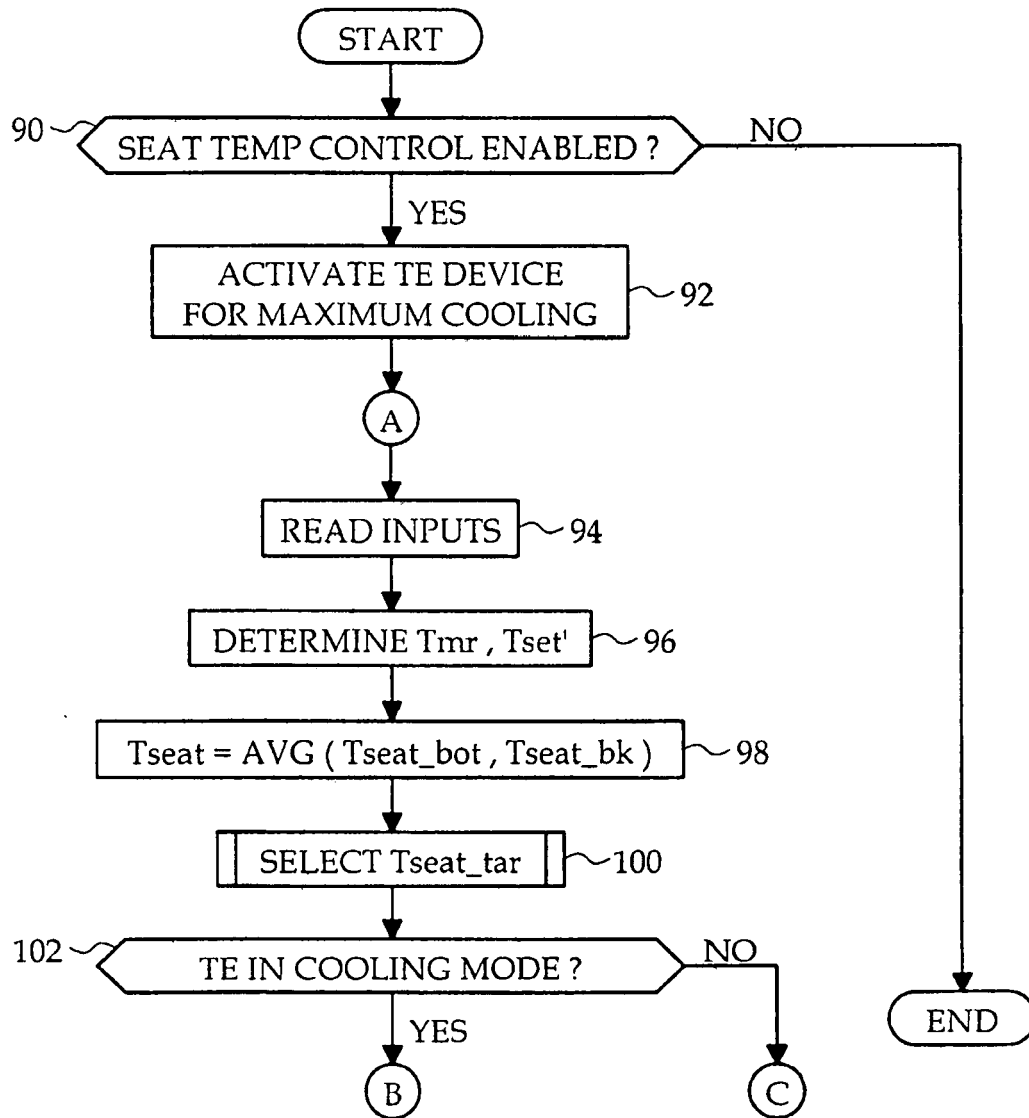 START
90
SEAT TEMP CONTROL ENABLED ?
NO
YES
ACTIVATE TE DEVICE
FOR MAXIMUM COOLING
92
A
READ INPUTS
94
DETERMINE Tmr , Tset'
96
Tseat = AVG ( Tseat_bot , Tseat_bk )
98
SELECT Tseat_tar
100
102
TE IN COOLING MODE ?
NO
YES
END
B
C